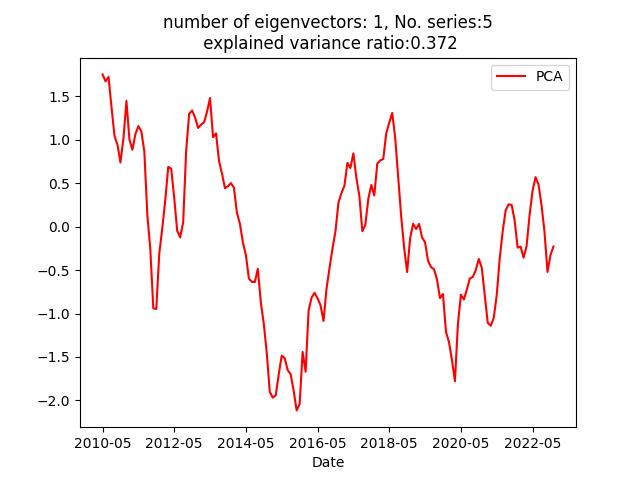 number of eigenvectors: 1, No. series:5
explained variance ratio:0.372
PCA
1.5
1.0
0.5
0.0
−0.5
−1.0
−1.5
−2.0
2010-05 2012-05 2014-05 2016-05 2018-05 2020-05 2022-05
Date